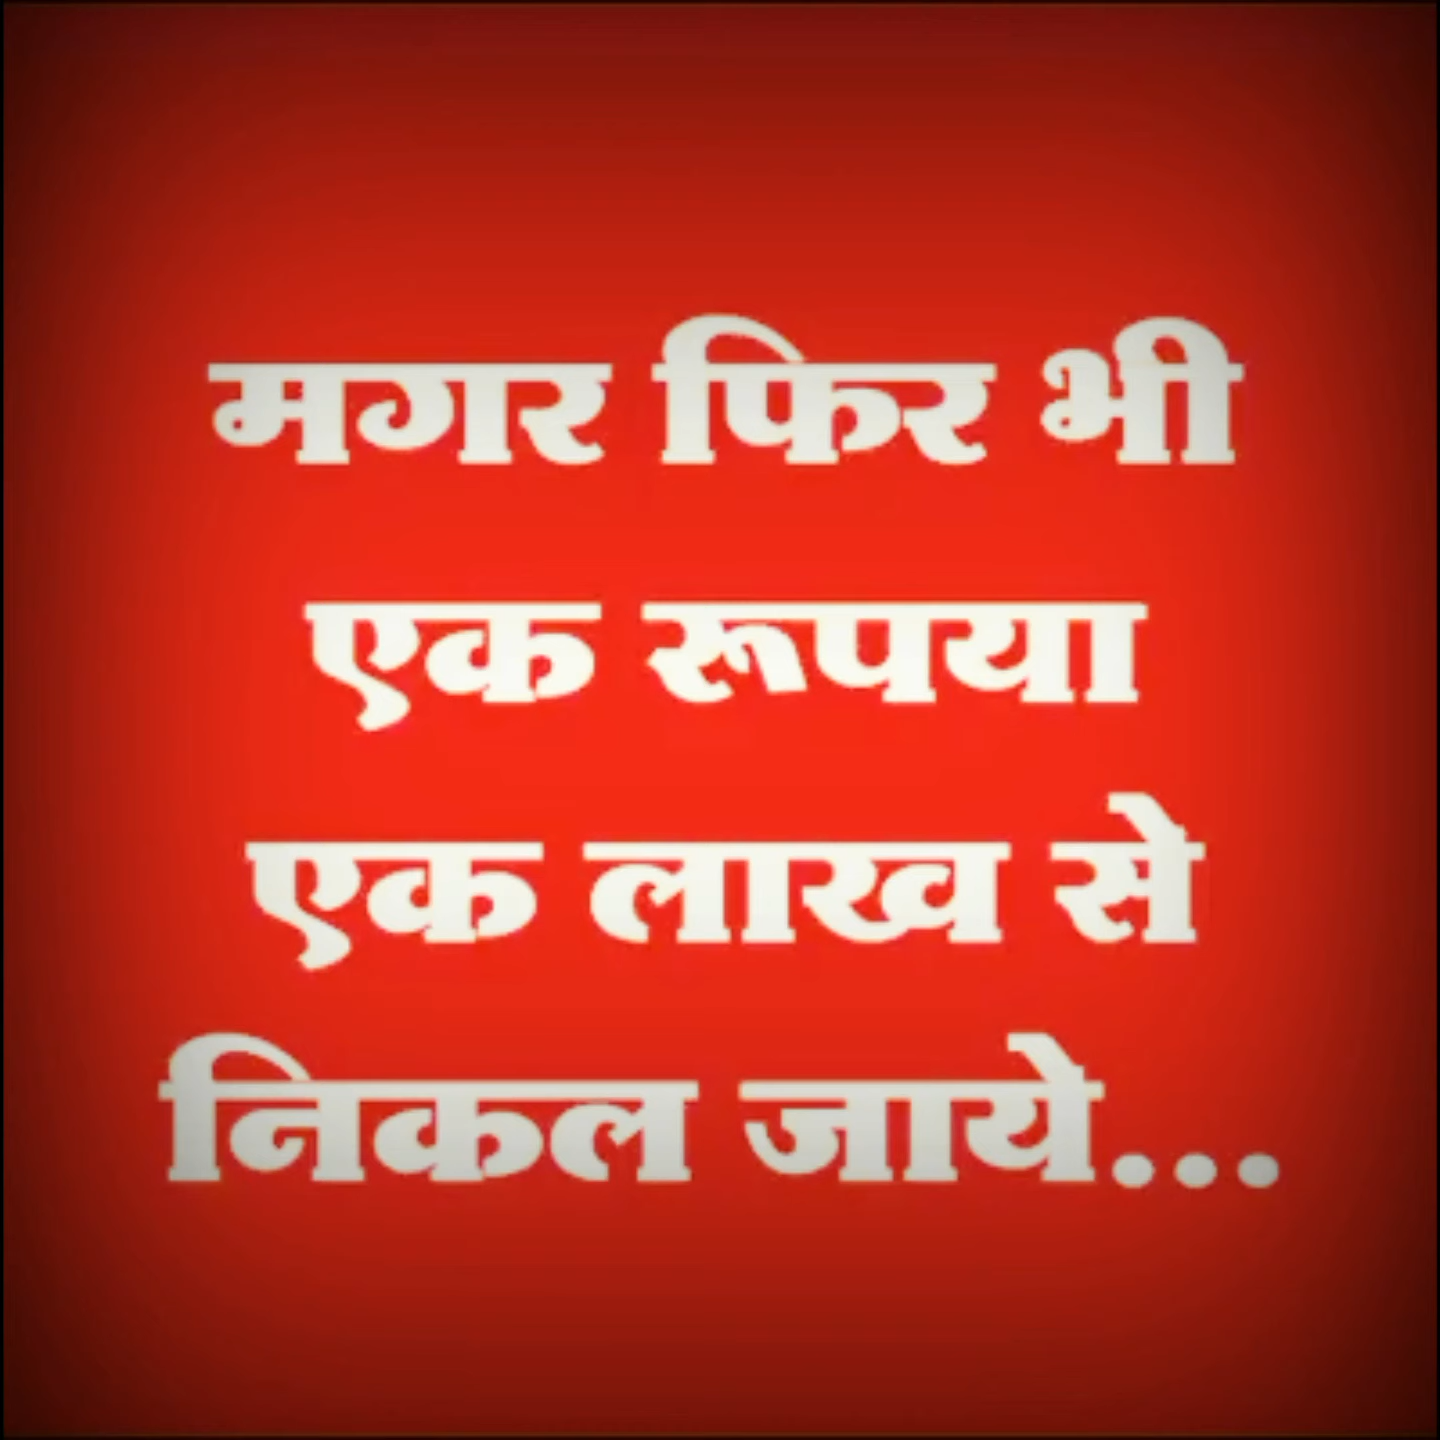 मगर फिर भी
एक रूपया
एक लाख से
निकल जाये...